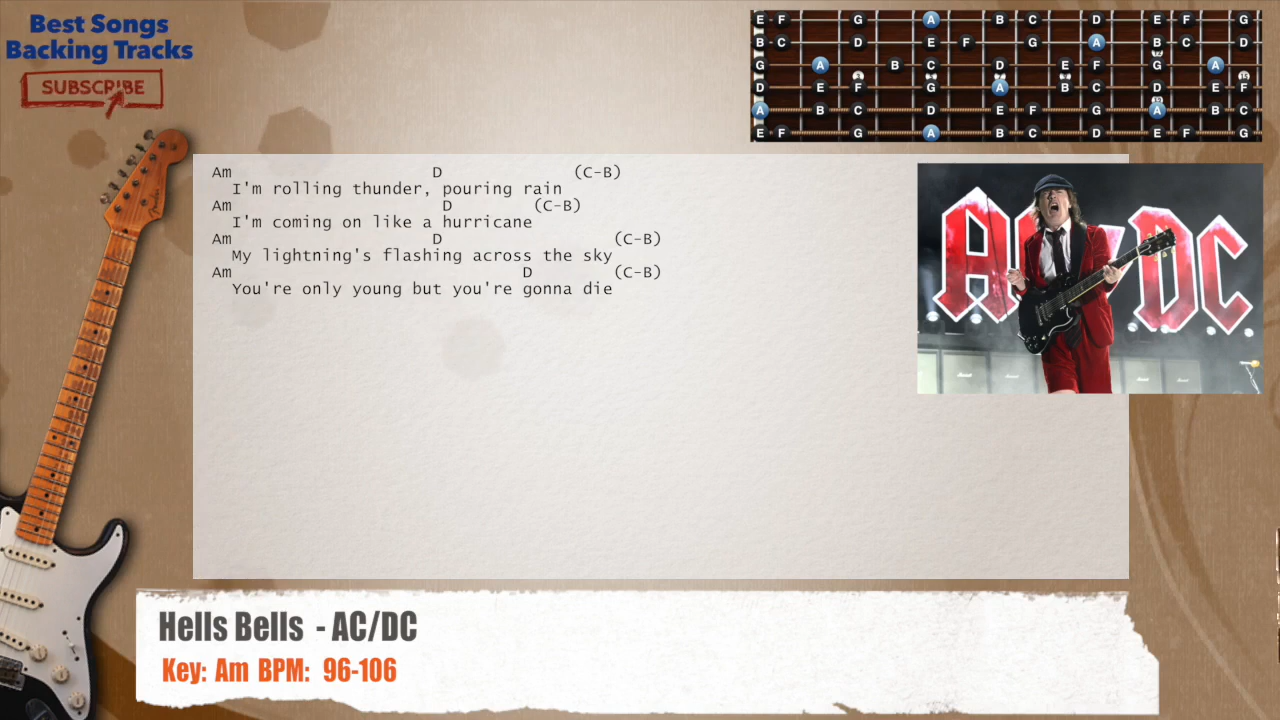 Best Songs
Backing Tracks
SUBSCRIBE
E F G A B C D E F G
B C D E F G A B C D
G A B C D E F G A
D E F G A B C D E F
A B C D E F G A B C
E F G A B C D E F G
Am D (C-B)
I'm rolling thunder, pouring rain
Am D (C-B)
I'm coming on like a hurricane
Am D (C-B)
My lightning's flashing across the sky
Am D (C-B)
You're only young but you're gonna die
AC/DC
Hells Bells - AC/DC
Key: Am BPM: 96-106